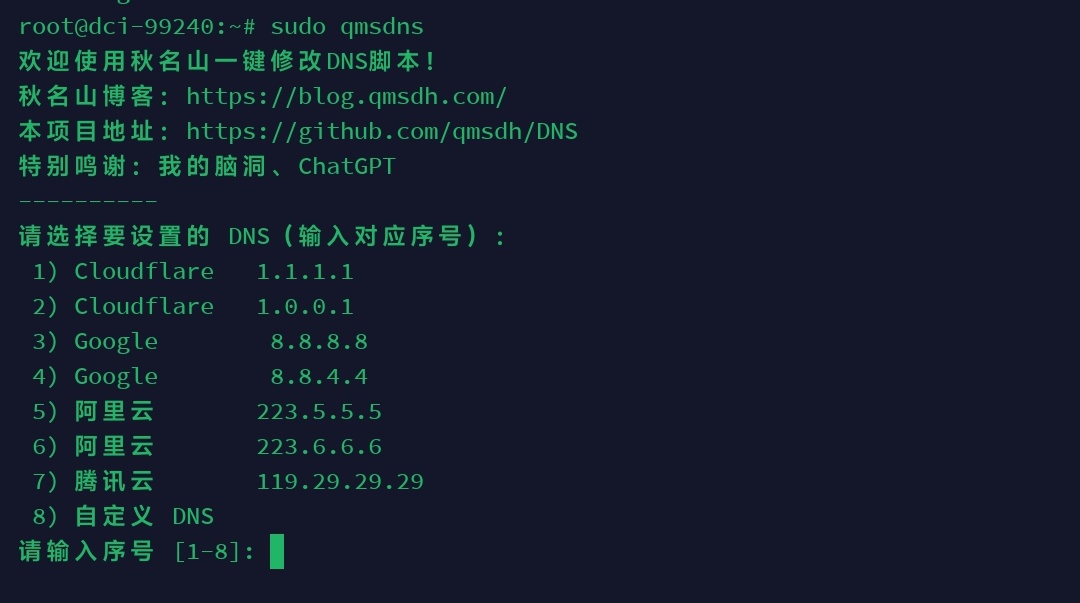 root@dci-99240:~# sudo qmsdns
欢迎使用秋名山一键修改DNS脚本！
秋名山博客：https://blog.qmsdh.com/
本项目地址：https://github.com/qmsdh/DNS
特别鸣谢：我的脑洞、ChatGPT
----------
请选择要设置的 DNS（输入对应序号）：
1) Cloudflare 1.1.1.1
2) Cloudflare 1.0.0.1
3) Google 8.8.8.8
4) Google 8.8.4.4
5) 阿里云 223.5.5.5
6) 阿里云 223.6.6.6
7) 腾讯云 119.29.29.29
8) 自定义 DNS
请输入序号 [1-8]: